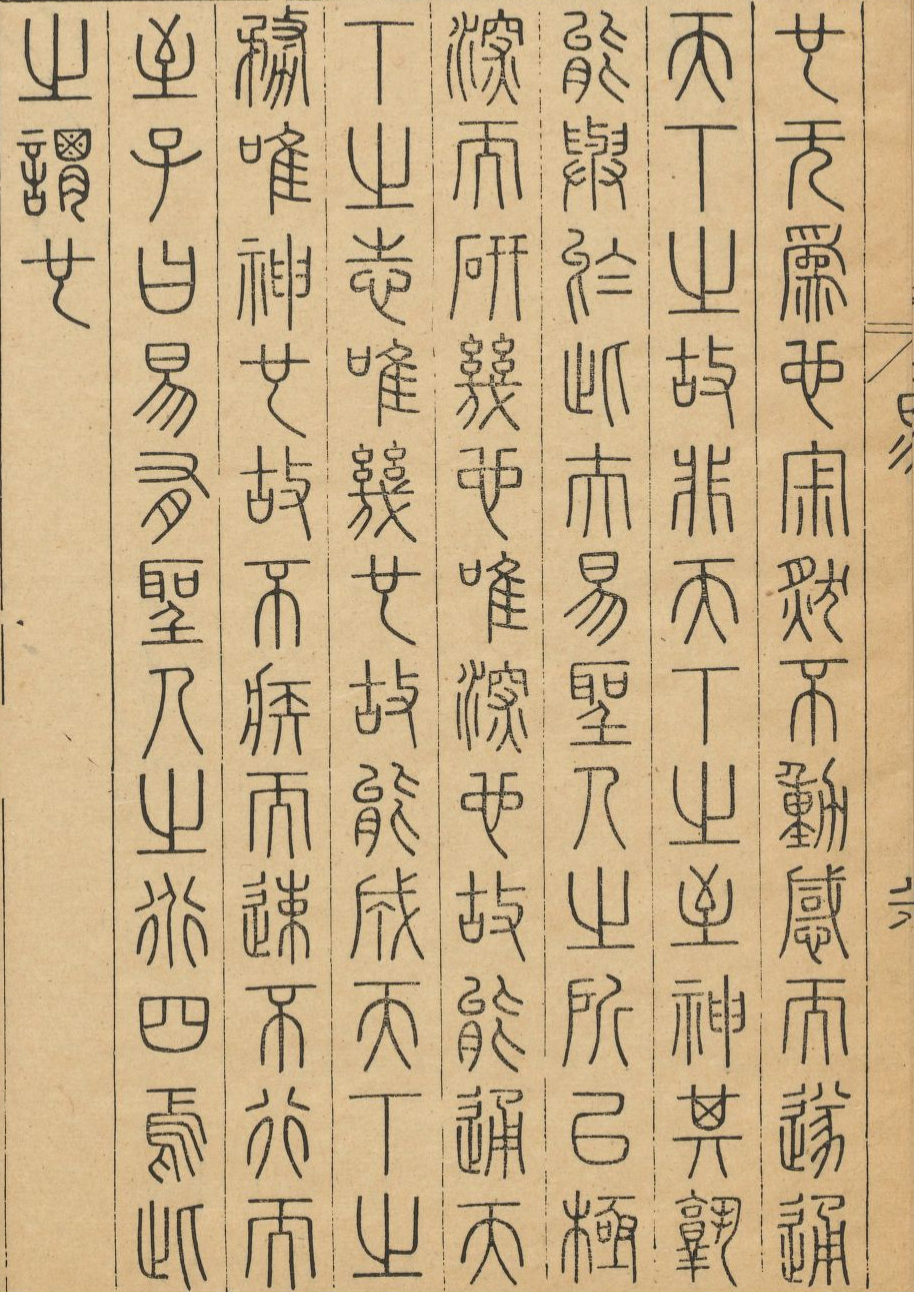 也无為也寂然不動感而遂通
天下之故非天下之至神其孰
能與於此夫易聖人之所以極
深而研幾也唯深也故能通天
下之志唯幾也故能成天下之
務唯神也故不疾而速不行而
至子曰易有聖人之道四焉此
之謂也